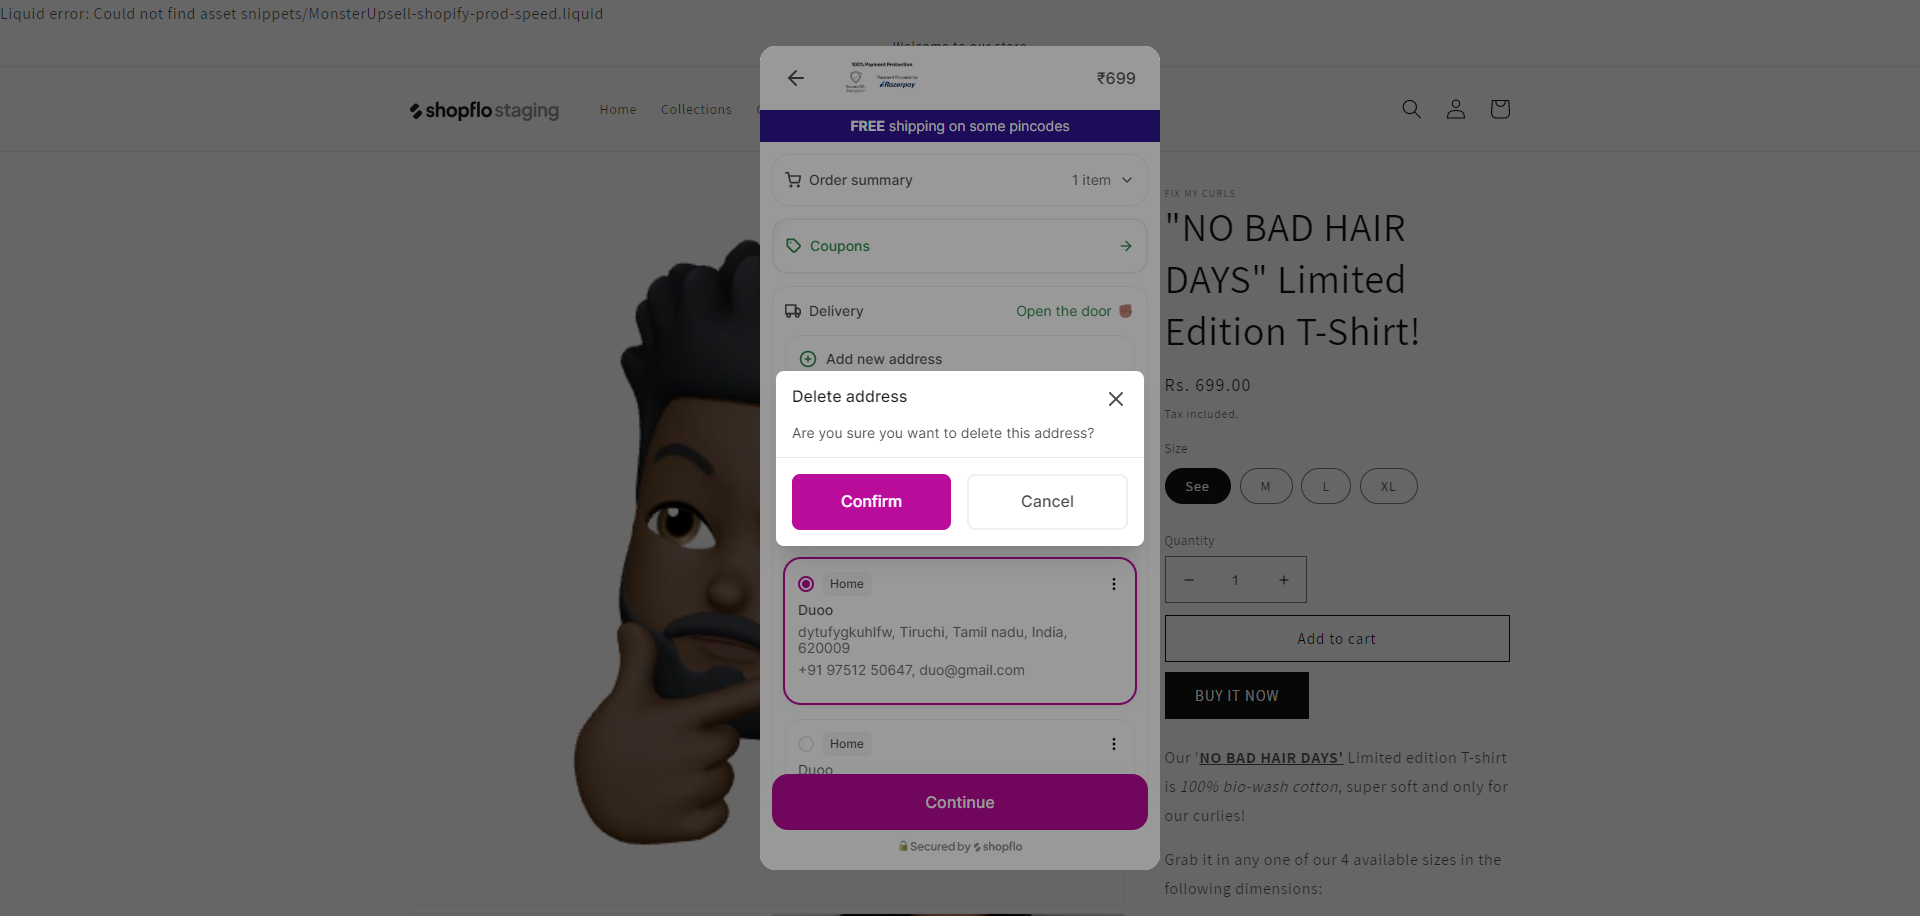 Liquid error: Could not find asset snippets/MonsterUpsell-shopify-prod-speed.liquid
Welcome to our store
shopflo staging
Home
Collections
100% Payment Protection
Payment Powered by
Razorpay
₹699
FREE shipping on some pincodes
Order summary
1 item
Coupons
Delivery
Open the door
Add new address
Delete address
Are you sure you want to delete this address?
Confirm
Cancel
Home
Duoo
dytufygkuhlfw, Tiruchi, Tamil nadu, India,
620009
+91 97512 50647, duo@gmail.com
Home
Duoo
Continue
Secured by shopflo
FIX MY CURLS
"NO BAD HAIR
DAYS" Limited
Edition T-Shirt!
Rs. 699.00
Tax included.
Size
See
M
L
XL
Quantity
1
Add to cart
BUY IT NOW
Our 'NO BAD HAIR DAYS' Limited edition T-shirt
is 100% bio-wash cotton, super soft and only for
our curlies!
Grab it in any one of our 4 available sizes in the
following dimensions: